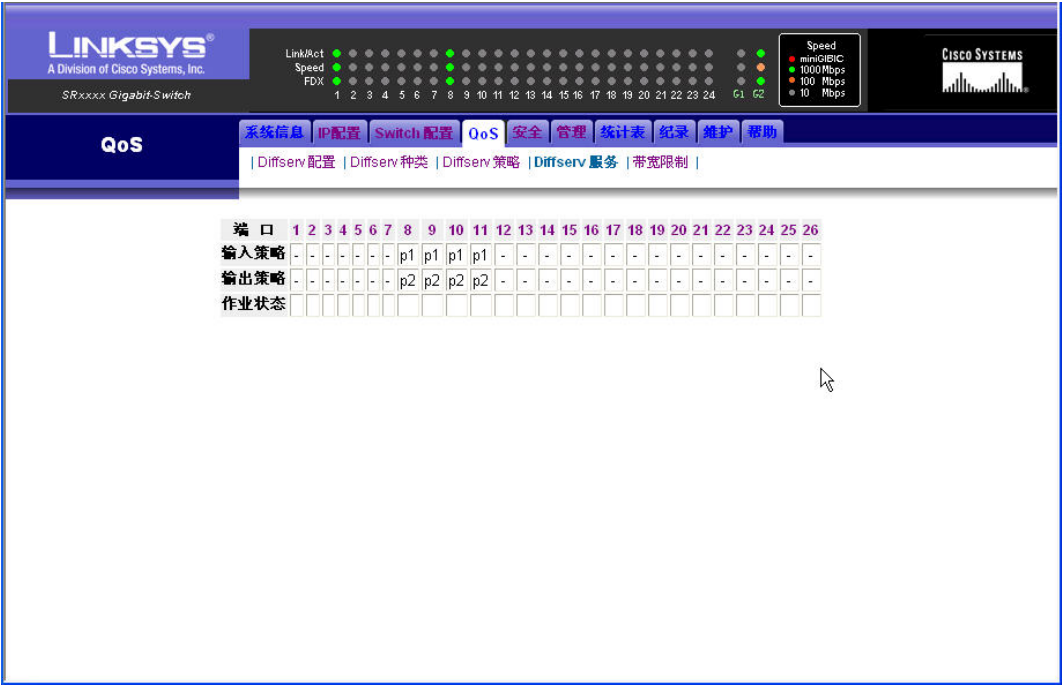 LINKSYS®
A Division of Cisco Systems, Inc.
SRxxxx Gigabit-Switch
Link/Act
Speed
FDX
1 2 3 4 5 6 7 8 9 10 11 12 13 14 15 16 17 18 19 20 21 22 23 24 G1 G2
Speed
miniGIBIC
1000Mbps
100 Mbps
10 Mbps
CISCO SYSTEMS
QoS
系统信息 IP配置 Switch 配置 QoS 安全 管理 统计表 纪录 维护 帮助
| Diffserv 配置 | Diffserv 种类 | Diffserv 策略 | Diffserv 服务 | 带宽限制 |
端 口 1 2 3 4 5 6 7 8 9 10 11 12 13 14 15 16 17 18 19 20 21 22 23 24 25 26
输入策略 - - - - - - - p1 p1 p1 p1 - - - - - - - - - - - - - - -
输出策略 - - - - - - - p2 p2 p2 p2 - - - - - - - - - - - - - - -
作业状态